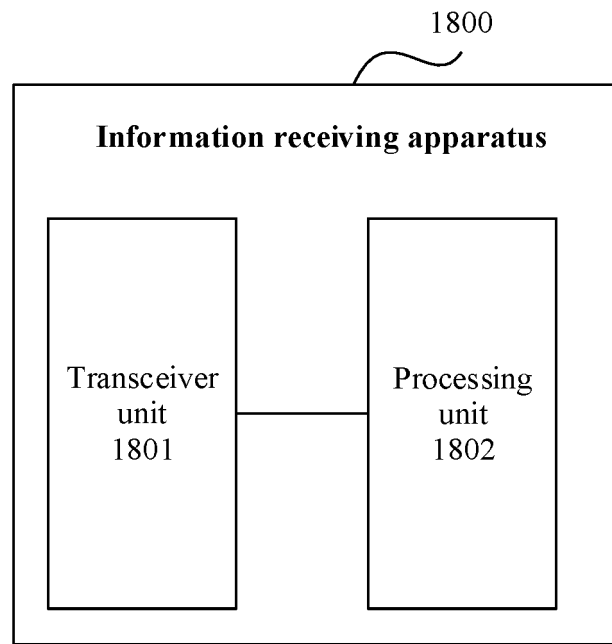 1800
Information receiving apparatus
Transceiver
unit
1801
Processing
unit
1802